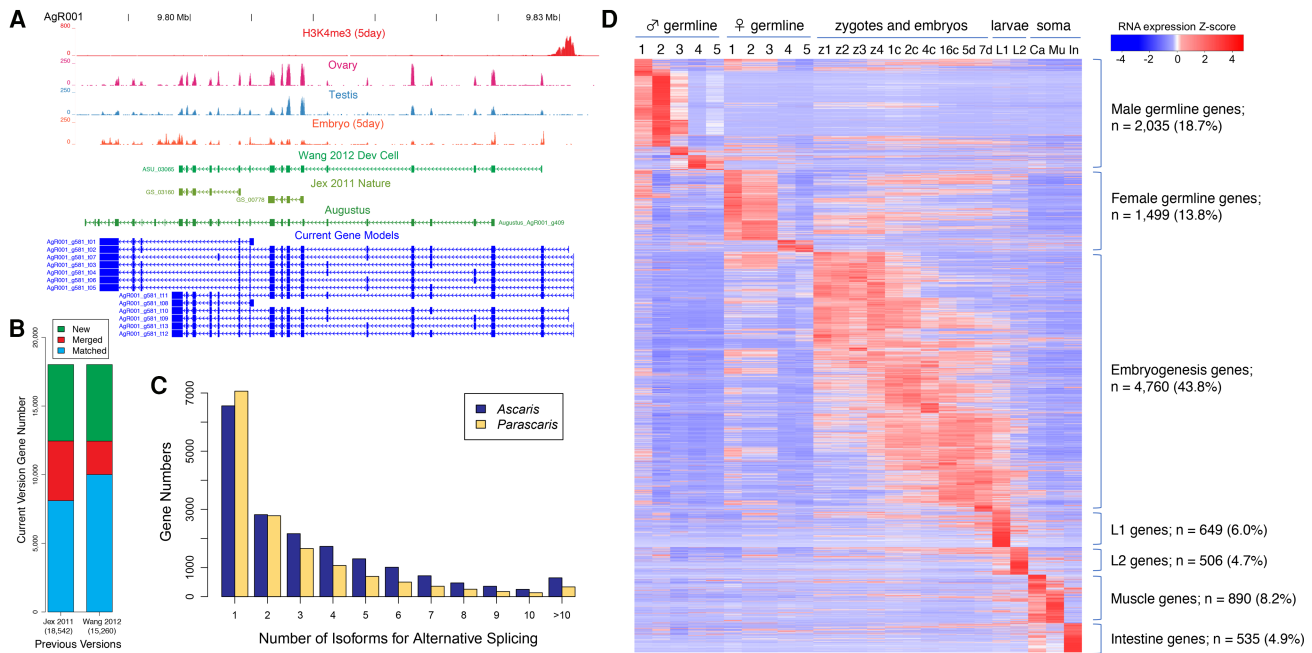 A
AgR001
9.80 Mb
9.83 Mb
800
0
H3K4me3 (5day)
250
0
Ovary
250
0
Testis
250
0
Embryo (5day)
Wang 2012 Dev Cell
ASU_03065
Jex 2011 Nature
GS_03160
GS_00778
Augustus
Augustus_AgR001_g409
Current Gene Models
AgR001_g581_t01
AgR001_g581_t02
AgR001_g581_t07
AgR001_g581_t03
AgR001_g581_t04
AgR001_g581_t06
AgR001_g581_t05
AgR001_g581_t11
AgR001_g581_t08
AgR001_g581_t10
AgR001_g581_t09
AgR001_g581_t13
AgR001_g581_t12
B
New
Merged
Matched
Current Version Gene Number
20,000
15,000
10,000
5,000
0
Jex 2011
(18,542)
Wang 2012
(15,260)
Previous Versions
C
Ascaris
Parascaris
Gene Numbers
7000
5000
3000
1000
0
1 2 3 4 5 6 7 8 9 10 >10
Number of Isoforms for Alternative Splicing
D
♂ germline ♀ germline zygotes and embryos larvae soma
1 2 3 4 5 1 2 3 4 5 z1 z2 z3 z4 1c 2c 4c 16c 5d 7d L1 L2 Ca Mu In
RNA expression Z-score
-4 -2 0 2 4
Male germline genes;
n = 2,035 (18.7%)
Female germline genes;
n = 1,499 (13.8%)
Embryogenesis genes;
n = 4,760 (43.8%)
L1 genes; n = 649 (6.0%)
L2 genes; n = 506 (4.7%)
Muscle genes; n = 890 (8.2%)
Intestine genes; n = 535 (4.9%)